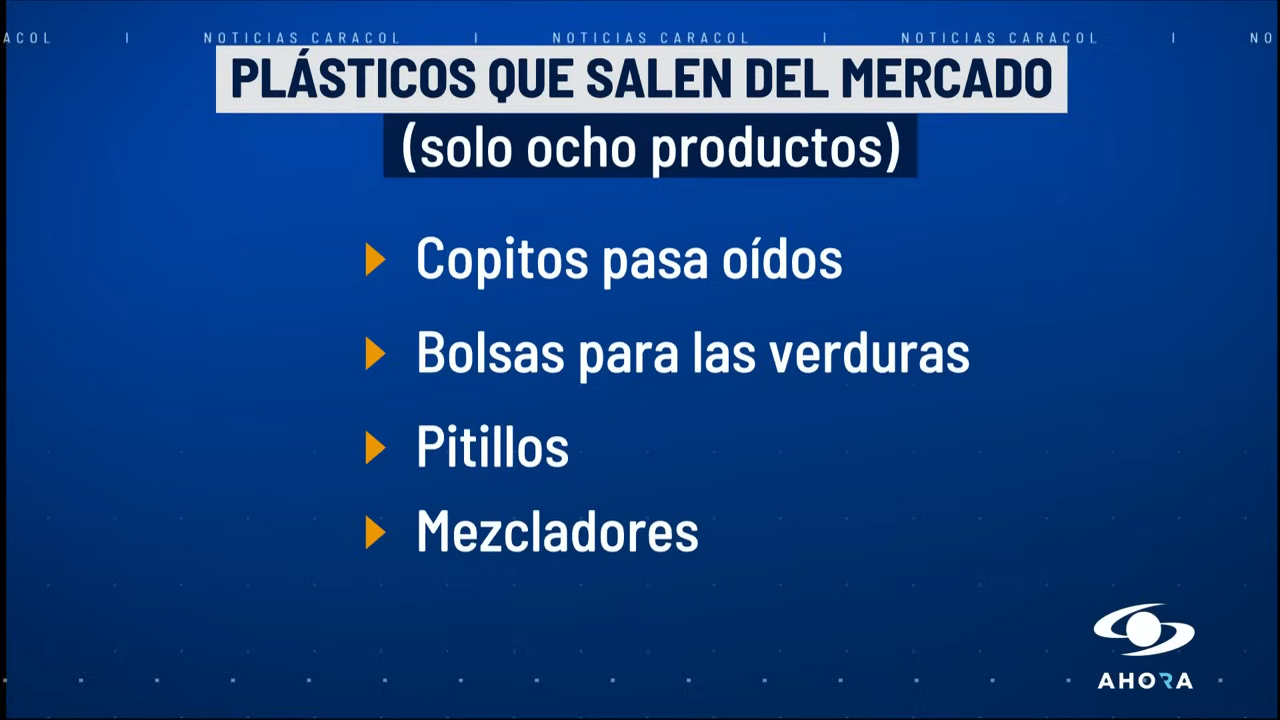 ACOL | NOTICIAS CARACOL | NOTICIAS CARACOL | NOTICIAS CARACOL | NO
PLÁSTICOS QUE SALEN DEL MERCADO
(solo ocho productos)
Copitos pasa oídos
Bolsas para las verduras
Pitillos
Mezcladores
AHORA